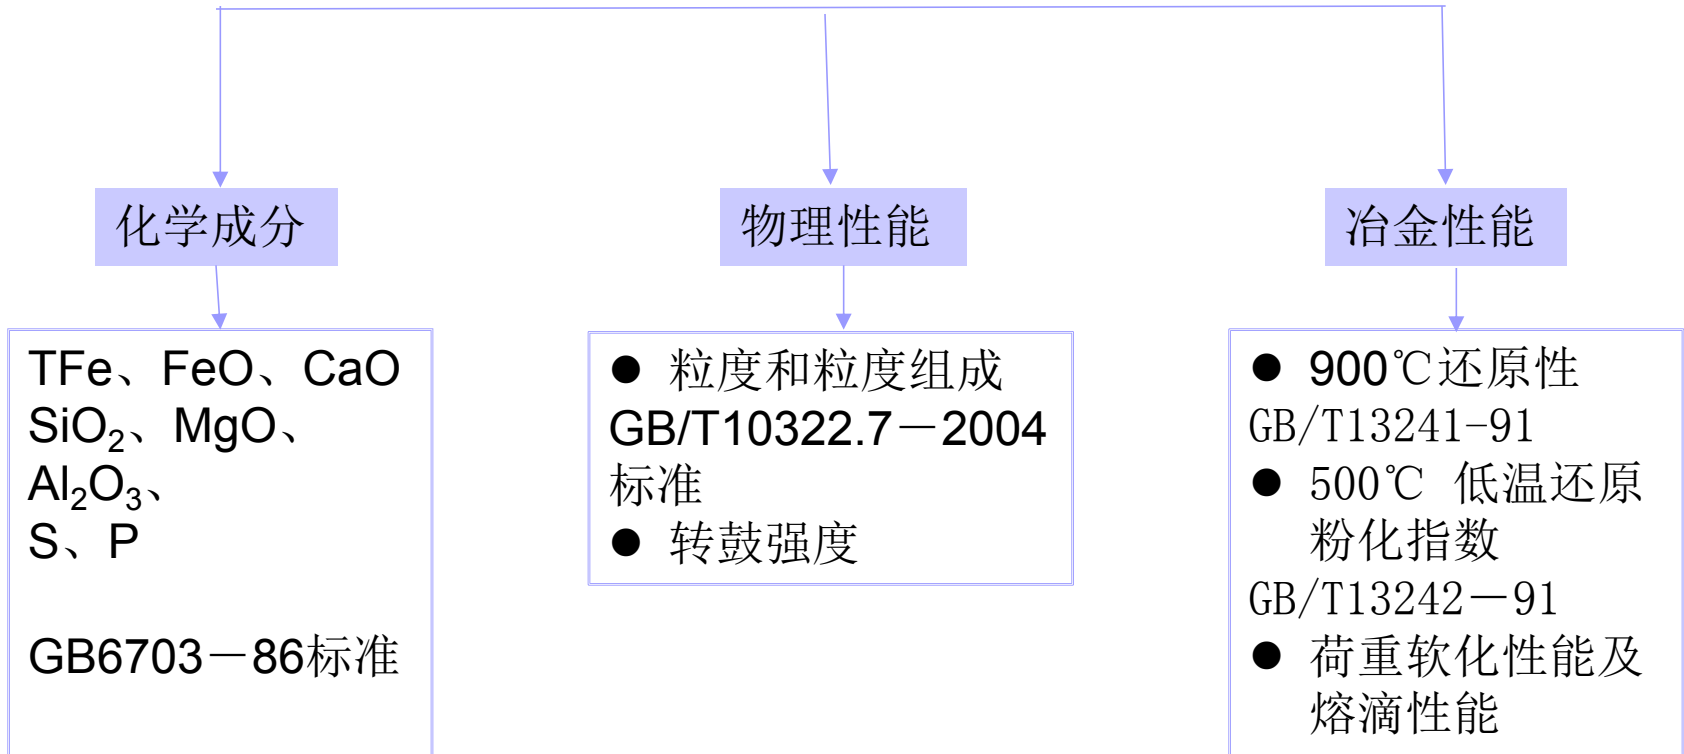 化学成分
物理性能
冶金性能
TFe、FeO、CaO
SiO₂、MgO、
Al₂O₃、
S、P
GB6703－86标准
● 粒度和粒度组成
GB/T10322.7－2004
标准
● 转鼓强度
● 900℃还原性
GB/T13241-91
● 500℃ 低温还原
粉化指数
GB/T13242－91
● 荷重软化性能及
熔滴性能